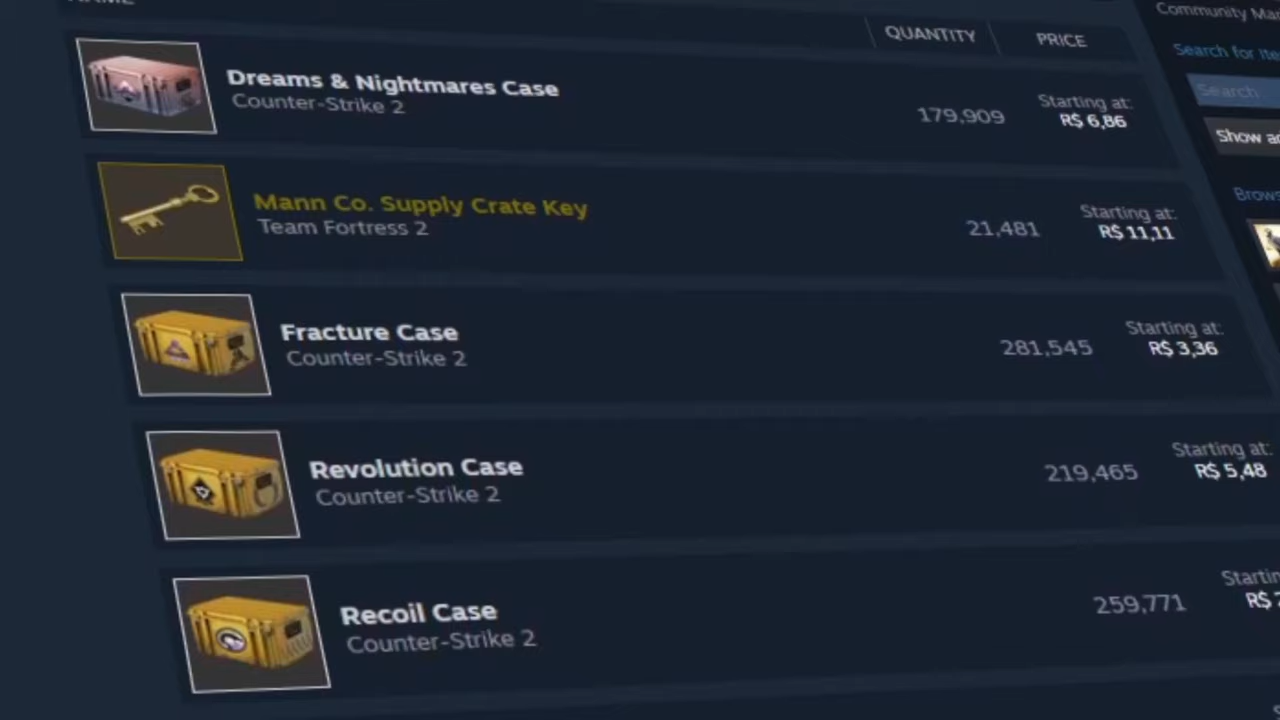 NAME
QUANTITY
PRICE
Dreams & Nightmares Case
Counter-Strike 2
179,909
Starting at:
R$ 6,86
Mann Co. Supply Crate Key
Team Fortress 2
21,481
Starting at:
R$ 11,11
Fracture Case
Counter-Strike 2
281,545
Starting at:
R$ 3,36
Revolution Case
Counter-Strike 2
219,465
Starting at:
R$ 5,48
Recoil Case
Counter-Strike 2
259,771
R$
Community
Search for
Search
Show